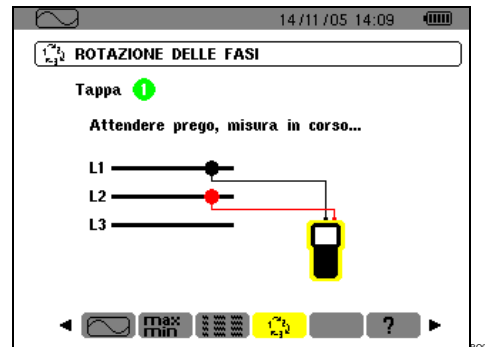 14/11/05 14:09
ROTAZIONE DELLE FASI
Tappa 1
Attendere prego, misura in corso...
L1
L2
L3
max
min
?